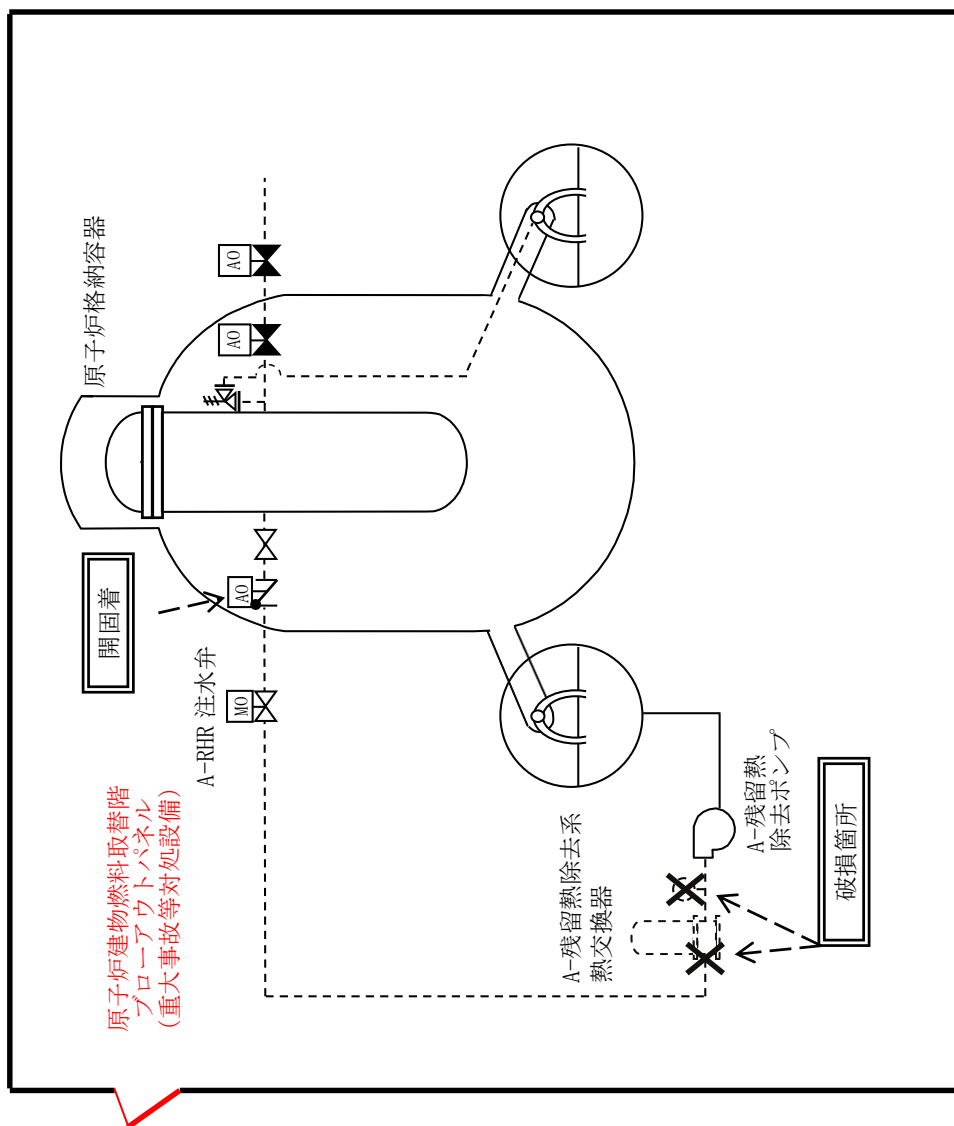 原子炉建物燃料取替階
ブローアウトパネル
(重大事故等対処設備)
開固着
原子炉格納容器
A-RHR 注水弁
MO
AO
AO
AO
A-残留熱除去系
熱交換器
A-残留熱
除去ポンプ
破損箇所